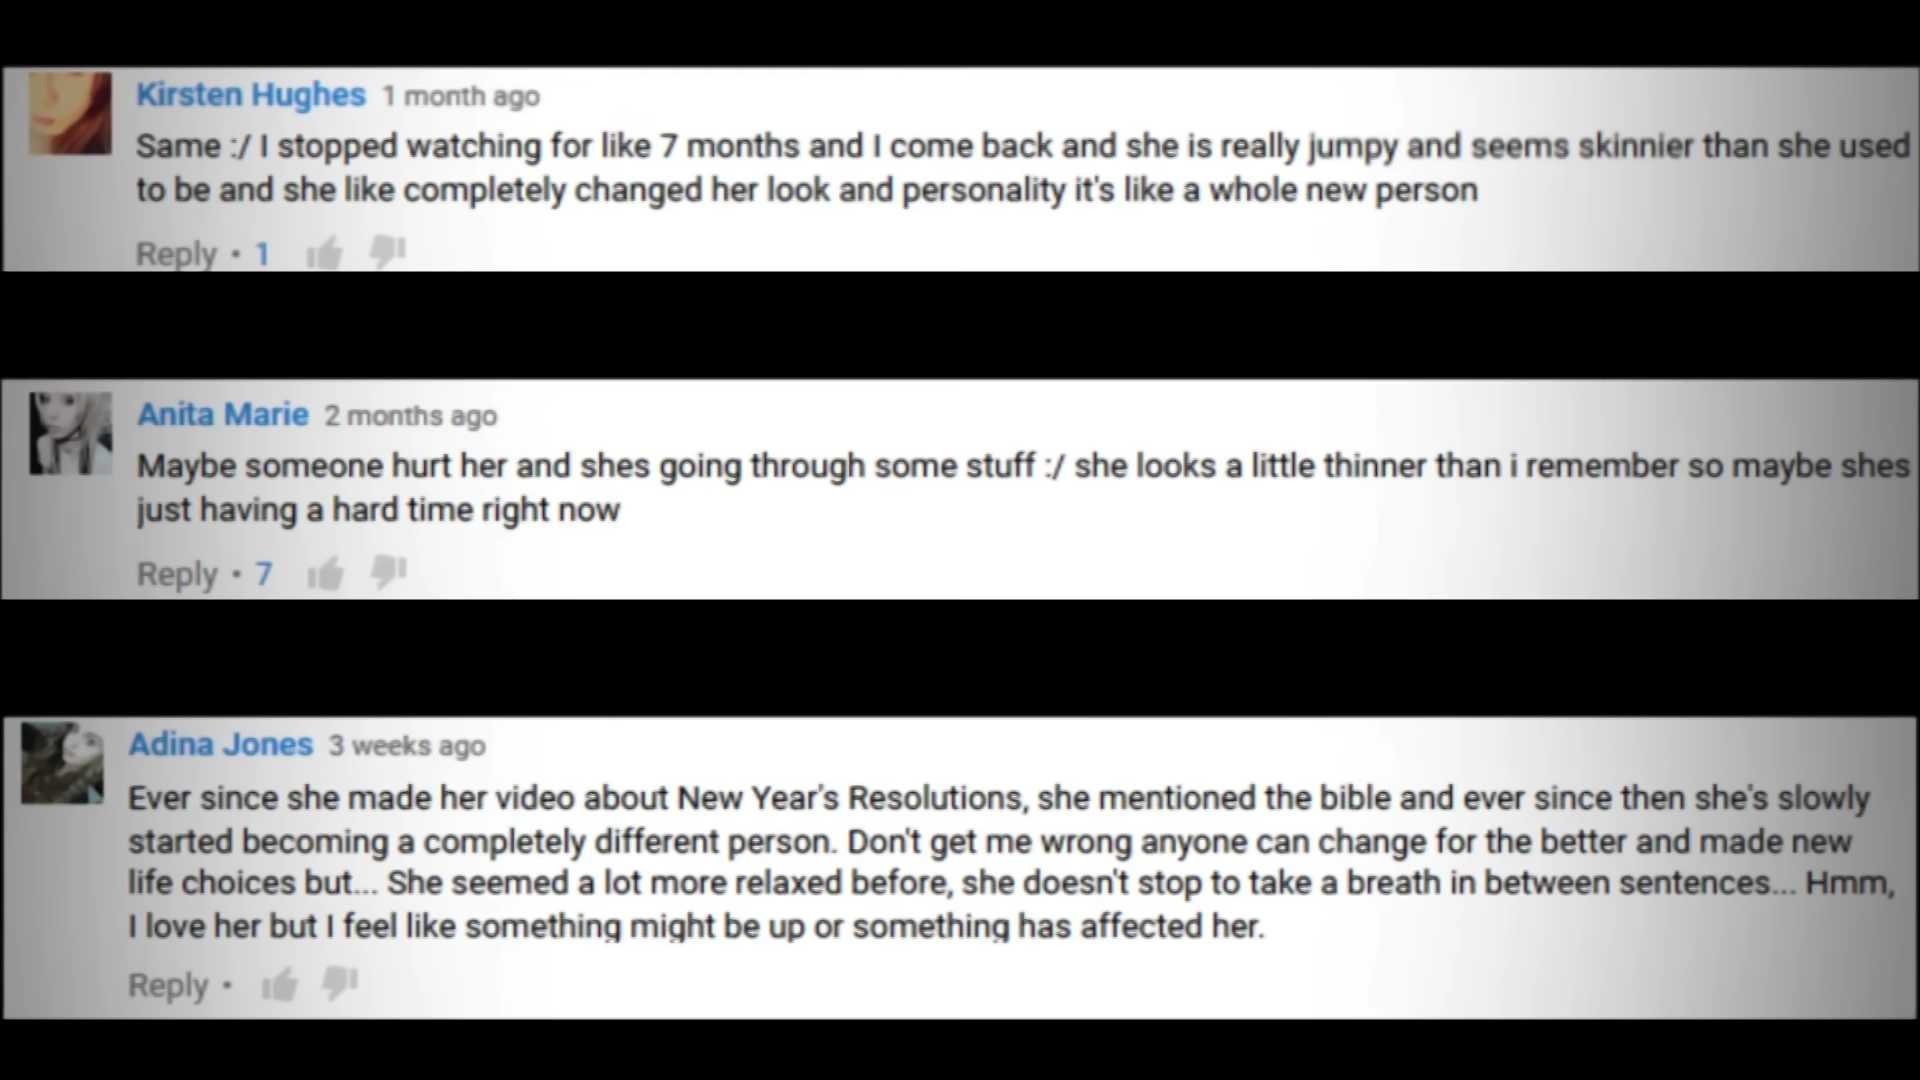 Kirsten Hughes 1 month ago
Same :/ I stopped watching for like 7 months and I come back and she is really jumpy and seems skinnier than she used
to be and she like completely changed her look and personality it's like a whole new person
Reply • 1
Anita Marie 2 months ago
Maybe someone hurt her and shes going through some stuff :/ she looks a little thinner than i remember so maybe shes
just having a hard time right now
Reply • 7
Adina Jones 3 weeks ago
Ever since she made her video about New Year's Resolutions, she mentioned the bible and ever since then she's slowly
started becoming a completely different person. Don't get me wrong anyone can change for the better and made new
life choices but... She seemed a lot more relaxed before, she doesn't stop to take a breath in between sentences... Hmm,
I love her but I feel like something might be up or something has affected her.
Reply •